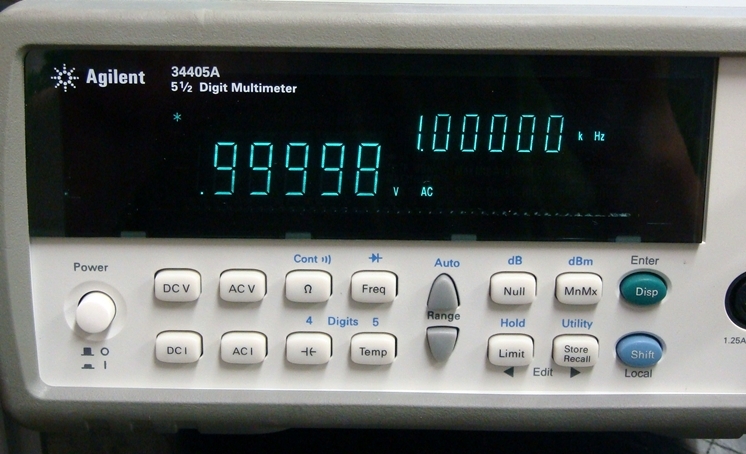 Agilent
34405A
5½ Digit Multimeter
*
1.00000 k Hz
.99998 V AC
Power
Cont
Auto
dB
dBm
Enter
DC V
AC V
Ω
Freq
Null
MnMx
Disp
Range
4 Digits 5
Hold
Utility
DC I
AC I
Temp
Limit
Store
Recall
Shift
O
I
Edit
Local
1.25A